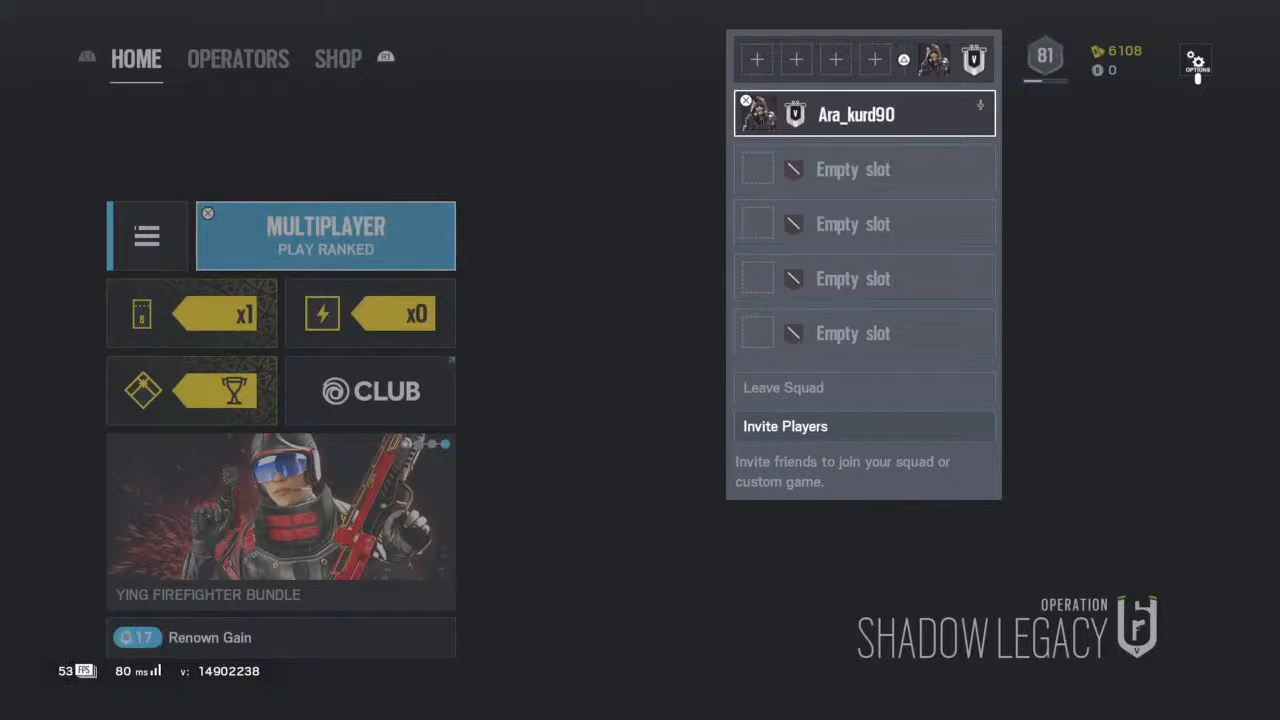 HOME OPERATORS SHOP R1
81
6108
0
OPTIONS
Ara_kurd90
Empty slot
Empty slot
Empty slot
Empty slot
Leave Squad
Invite Players
Invite friends to join your squad or
custom game.
MULTIPLAYER
PLAY RANKED
x1
x0
CLUB
YING FIREFIGHTER BUNDLE
17 Renown Gain
53 FPS 80 ms v: 14902238
OPERATION
SHADOW LEGACY